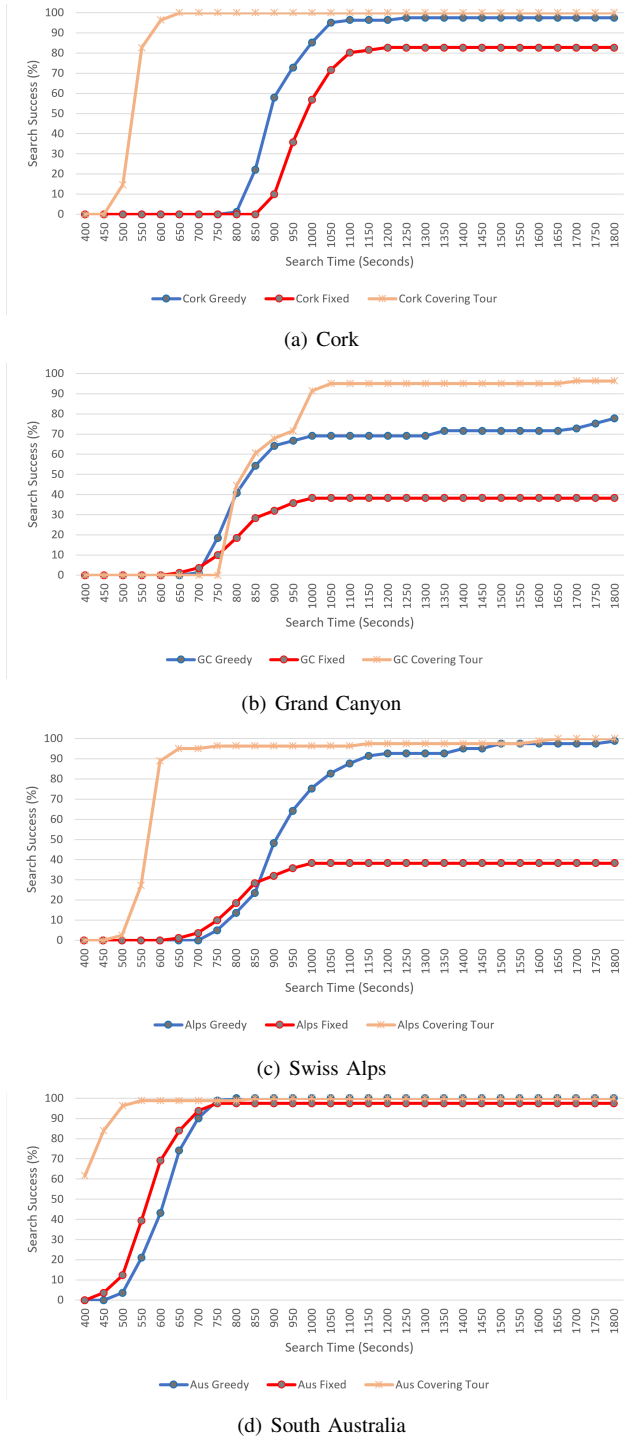 100
90
80
70
60
50
40
30
20
10
0
Search Success (%)
400 450 500 550 600 650 700 750 800 850 900 950 1000 1050 1100 1150 1200 1250 1300 1350 1400 1450 1500 1550 1600 1650 1700 1750 1800
Search Time (Seconds)
Cork Greedy Cork Fixed Cork Covering Tour
(a) Cork
100
90
80
70
60
50
40
30
20
10
0
Search Success (%)
400 450 500 550 600 650 700 750 800 850 900 950 1000 1050 1100 1150 1200 1250 1300 1350 1400 1450 1500 1550 1600 1650 1700 1750 1800
Search Time (Seconds)
GC Greedy GC Fixed GC Covering Tour
(b) Grand Canyon
100
90
80
70
60
50
40
30
20
10
0
Search Success (%)
400 450 500 550 600 650 700 750 800 850 900 950 1000 1050 1100 1150 1200 1250 1300 1350 1400 1450 1500 1550 1600 1650 1700 1750 1800
Search Time (Seconds)
Alps Greedy Alps Fixed Alps Covering Tour
(c) Swiss Alps
100
90
80
70
60
50
40
30
20
10
0
Search Success (%)
400 450 500 550 600 650 700 750 800 850 900 950 1000 1050 1100 1150 1200 1250 1300 1350 1400 1450 1500 1550 1600 1650 1700 1750 1800
Search Time (Seconds)
Aus Greedy Aus Fixed Aus Covering Tour
(d) South Australia